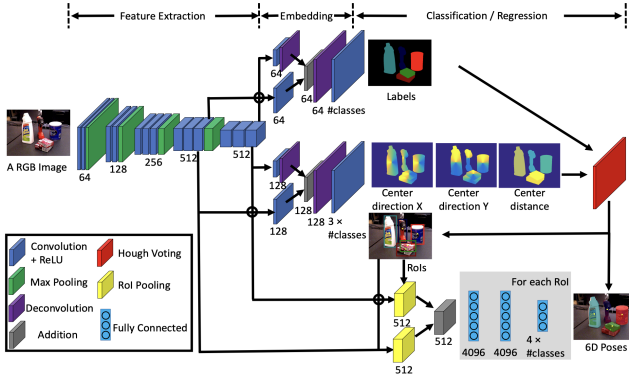 Feature Extraction
Embedding
Classification / Regression
A RGB Image
64
128
256
512
512
64
64
64
64
#classes
Labels
128
128
128
128
3 ×
#classes
Center
direction X
Center
direction Y
Center
distance
RoIs
512
512
512
For each RoI
4096
4096
4 ×
#classes
6D Poses
Convolution
+ ReLU
Max Pooling
Deconvolution
Addition
Hough Voting
RoI Pooling
Fully Connected